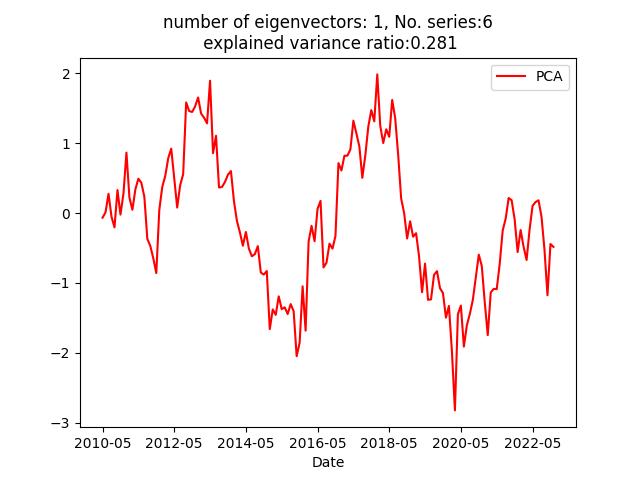 number of eigenvectors: 1, No. series:6
explained variance ratio:0.281
PCA
2
1
0
−1
−2
−3
2010-05 2012-05 2014-05 2016-05 2018-05 2020-05 2022-05
Date